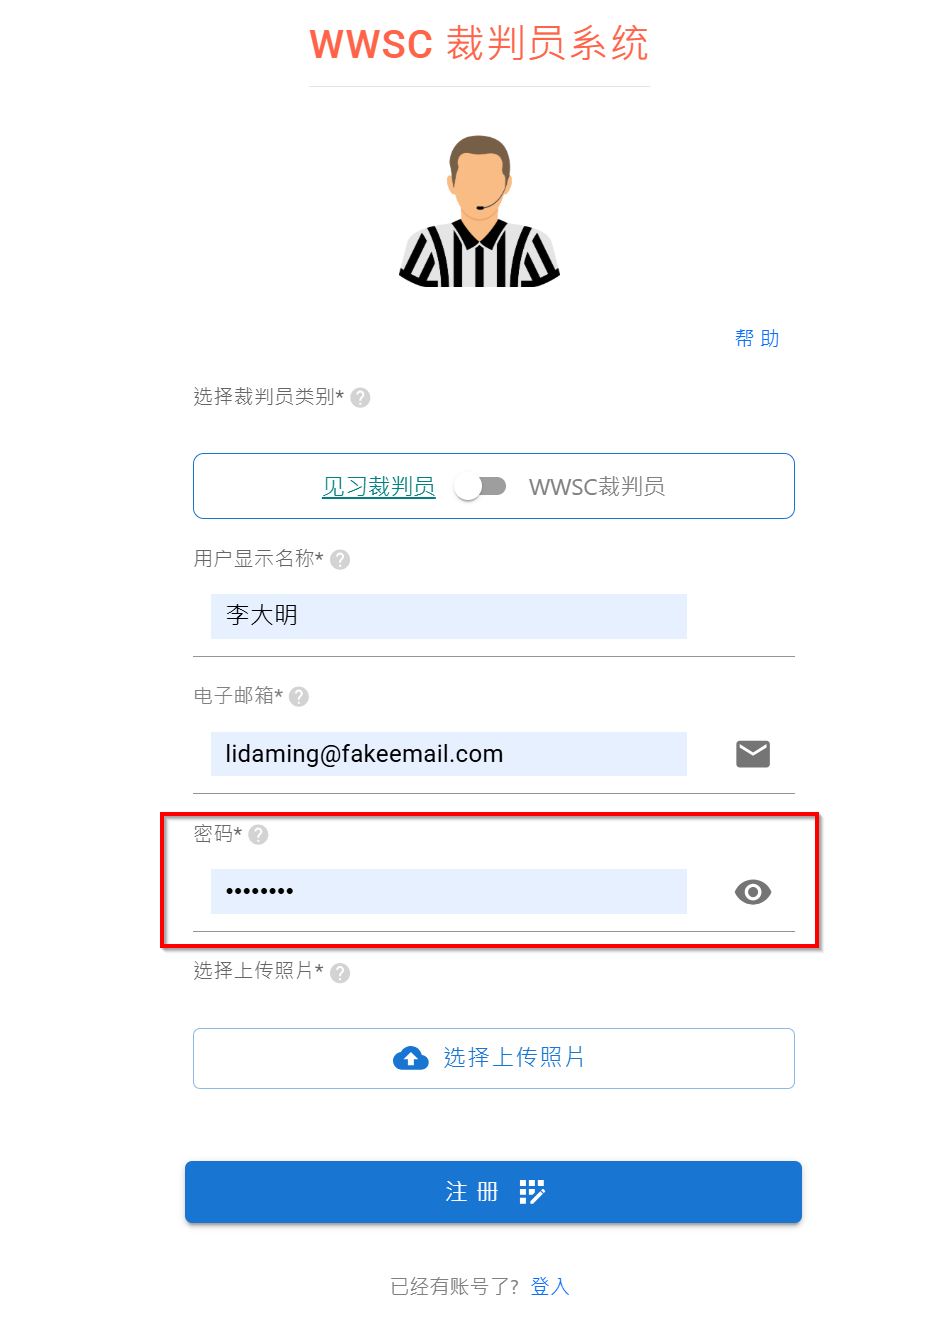 WWSC 裁判员系统
帮 助
选择裁判员类别* ?
见习裁判员 WWSC裁判员
用户显示名称* ?
李大明
电子邮箱* ?
lidaming@fakeemail.com
密码* ?
••••••••
选择上传照片* ?
选择上传照片
注 册
已经有账号了? 登入